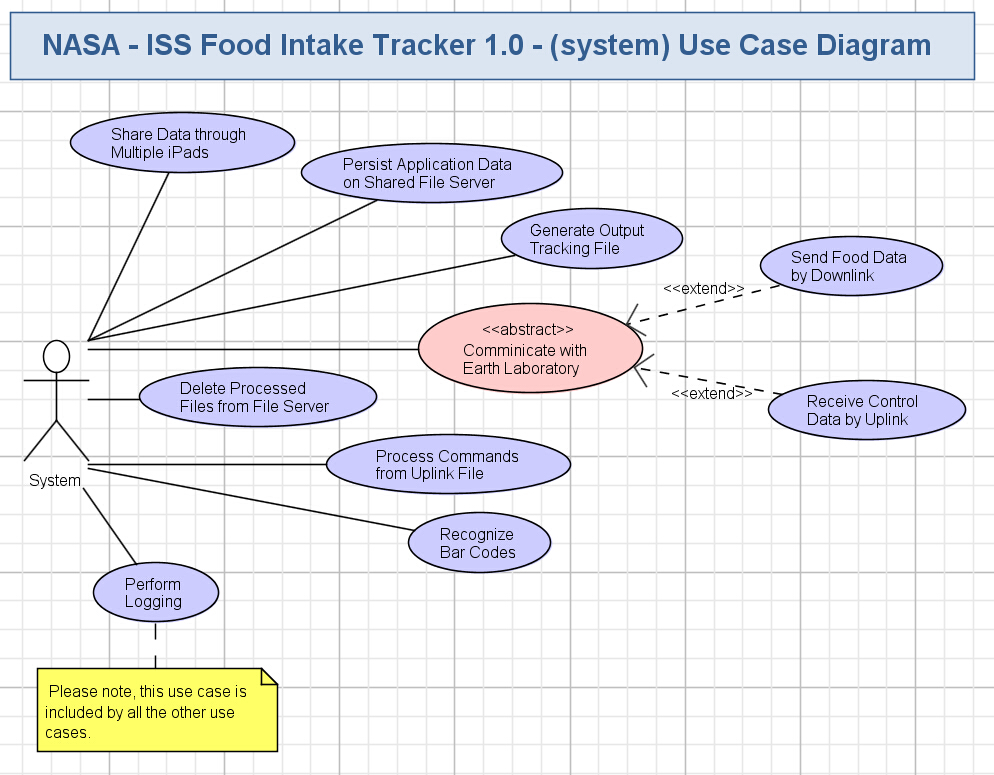 NASA - ISS Food Intake Tracker 1.0 - (system) Use Case Diagram
Share Data through
Multiple iPads
Persist Application Data
on Shared File Server
Generate Output
Tracking File
Send Food Data
by Downlink
<<extend>>
<<abstract>>
Comminicate with
Earth Laboratory
<<extend>>
Receive Control
Data by Uplink
Delete Processed
Files from File Server
Process Commands
from Uplink File
System
Recognize
Bar Codes
Perform
Logging
Please note, this use case is
included by all the other use
cases.